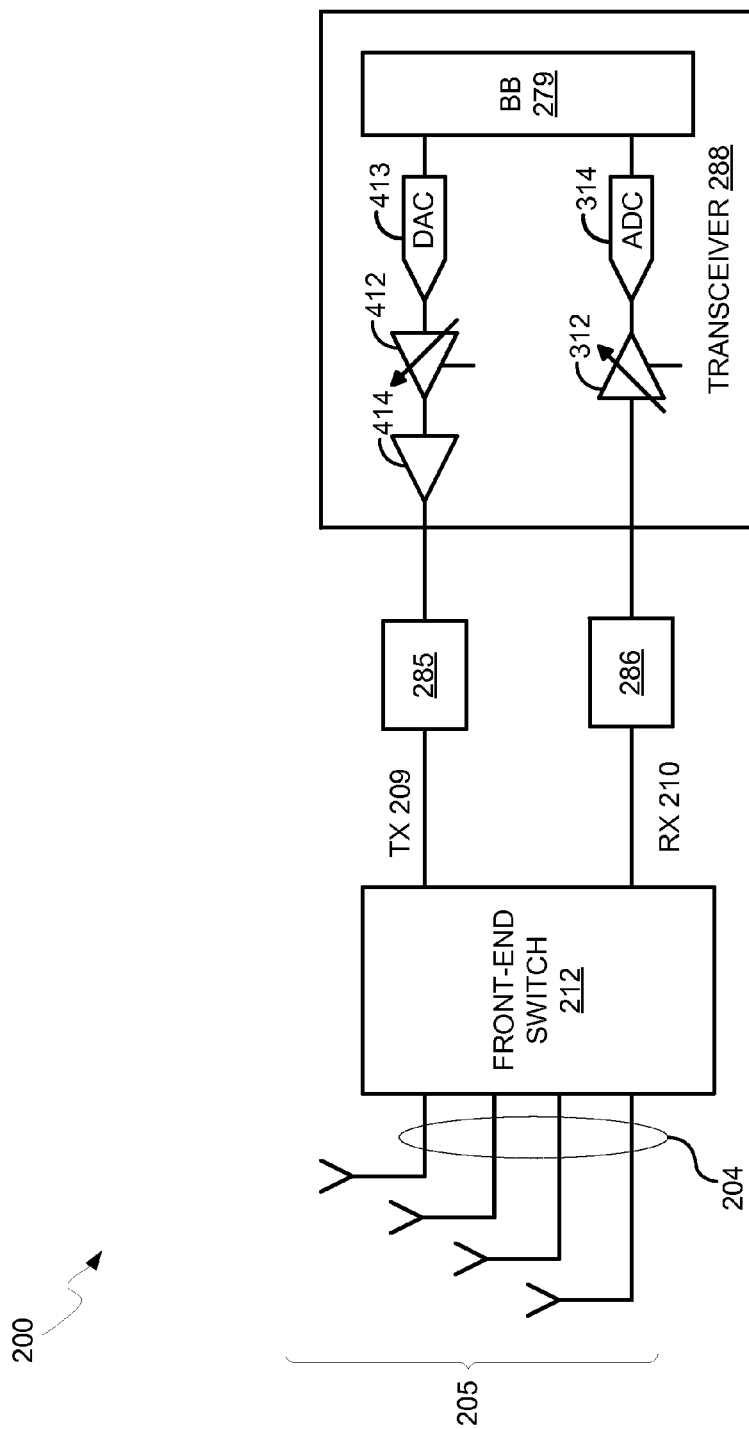 200
205
204
FRONT-END
SWITCH
212
TX 209
RX 210
285
286
414
412
413
DAC
312
314
ADC
BB
279
TRANSCEIVER 288